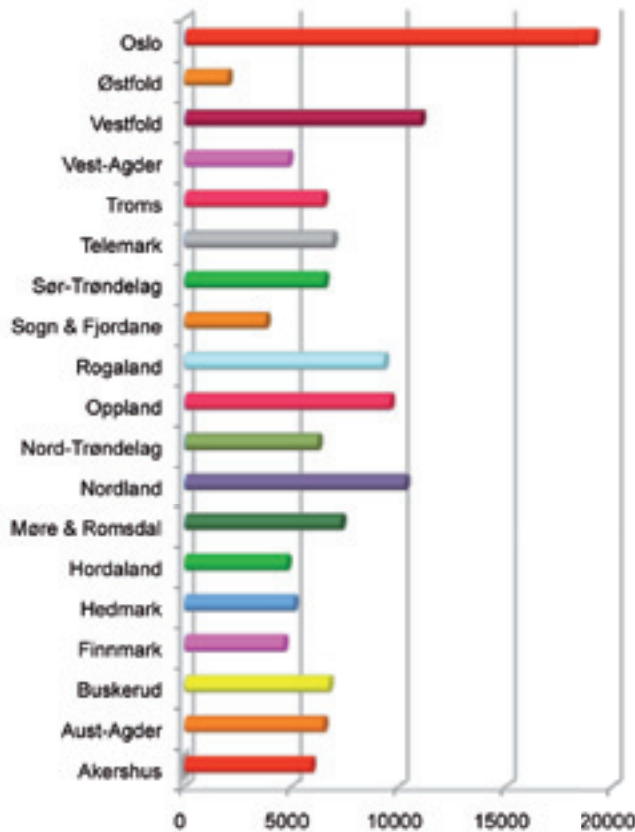 Oslo
Østfold
Vestfold
Vest-Agder
Troms
Telemark
Sør-Trøndelag
Sogn & Fjordane
Rogaland
Oppland
Nord-Trøndelag
Nordland
Møre & Romsdal
Hordaland
Hedmark
Finnmark
Buskerud
Aust-Agder
Akershus
0 5000 10000 15000 20000